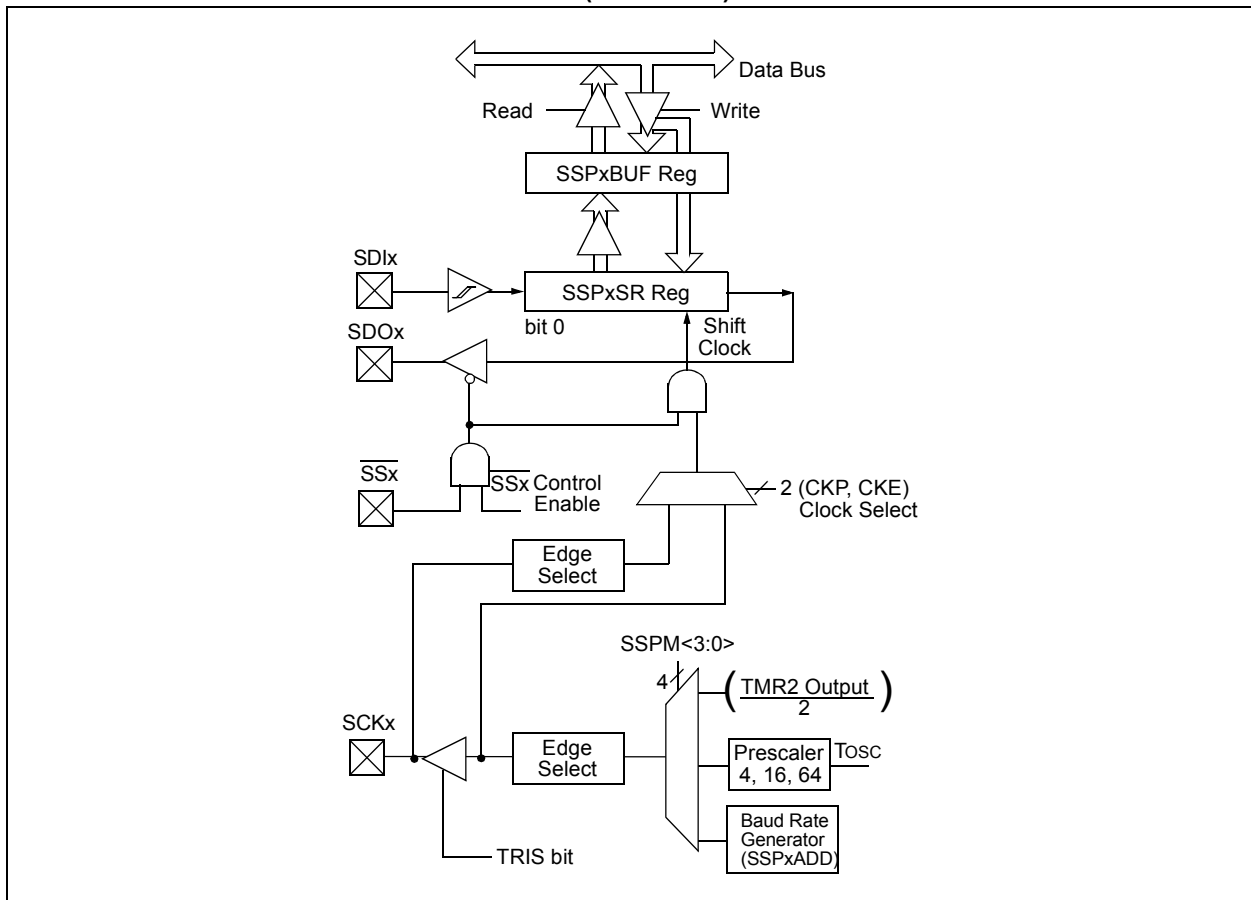 Data Bus
Read
Write
SSPxBUF Reg
SDIx
SSPxSR Reg
SDOx
bit 0
Shift
Clock
SSx
SSx Control
Enable
2 (CKP, CKE)
Clock Select
Edge
Select
SSPM<3:0>
4
(TMR2 Output)
2
SCKx
Edge
Select
Prescaler
4, 16, 64
TOSC
Baud Rate
Generator
(SSPxADD)
TRIS bit